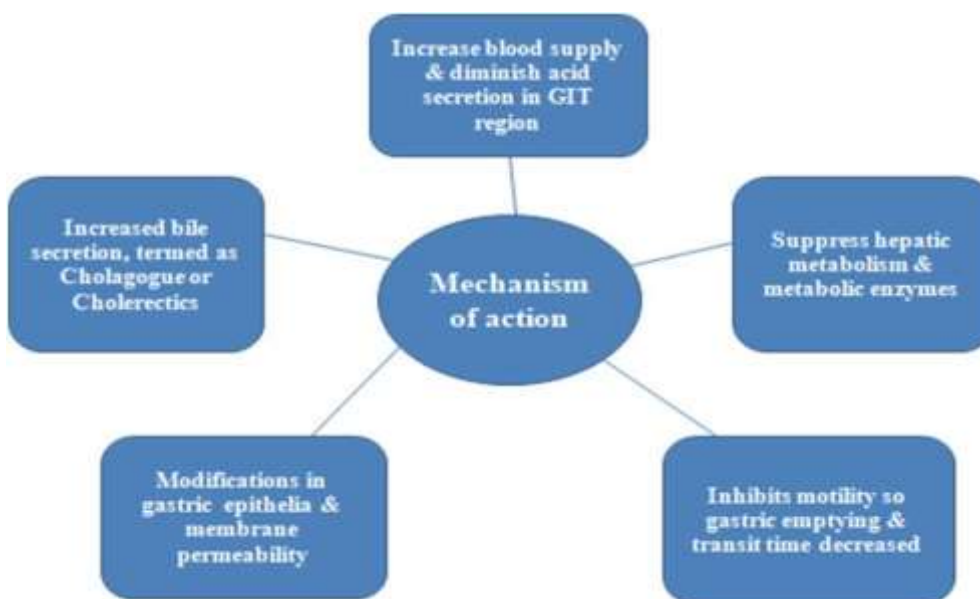 Increase blood supply
& diminish acid
secretion in GIT
region
Increased bile
secretion, termed as
Cholagogue or
Cholerectics
Suppress hepatic
metabolism &
metabolic enzymes
Mechanism
of action
Modifications in
gastric epithelia &
membrane
permeability
Inhibits motility so
gastric emptying &
transit time decreased